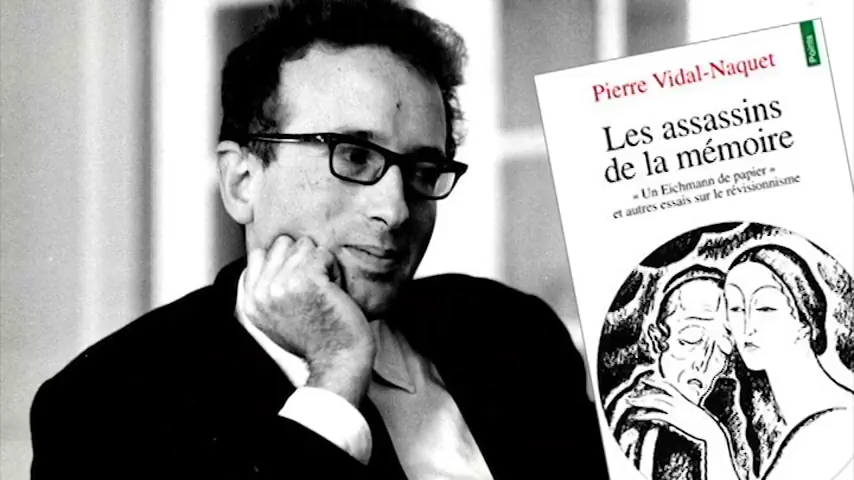 Points
Pierre Vidal-Naquet
Les assassins
de la mémoire
« Un Eichmann de papier »
et autres essais sur le révisionnisme